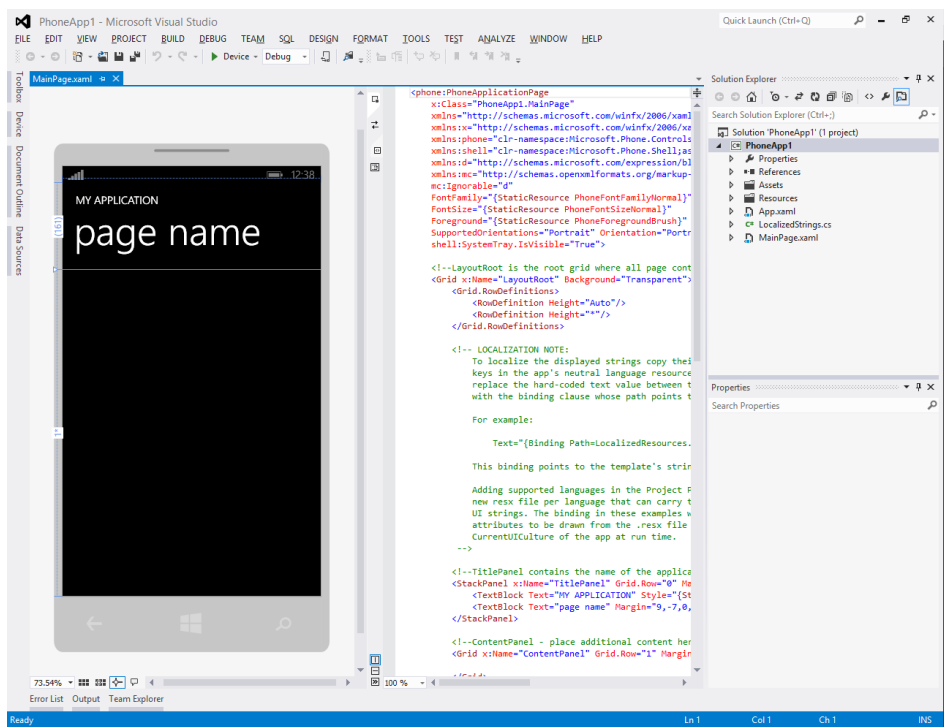 PhoneApp1 - Microsoft Visual Studio
Quick Launch (Ctrl+Q)
FILE EDIT VIEW PROJECT BUILD DEBUG TEAM SQL DESIGN FORMAT TOOLS TEST ANALYZE WINDOW HELP
Device Debug
Toolbox
Device
Document Outline
Data Sources
MainPage.xaml
12:38
MY APPLICATION
page name
(161)
1*
73.54%
<phone:PhoneApplicationPage
x:Class="PhoneApp1.MainPage"
xmlns="http://schemas.microsoft.com/winfx/2006/xaml
xmlns:x="http://schemas.microsoft.com/winfx/2006/xa
xmlns:phone="clr-namespace:Microsoft.Phone.Controls
xmlns:shell="clr-namespace:Microsoft.Phone.Shell;as
xmlns:d="http://schemas.microsoft.com/expression/bl
xmlns:mc="http://schemas.openxmlformats.org/markup-
mc:Ignorable="d"
FontFamily="{StaticResource PhoneFontFamilyNormal}"
FontSize="{StaticResource PhoneFontSizeNormal}"
Foreground="{StaticResource PhoneForegroundBrush}"
SupportedOrientations="Portrait" Orientation="Portr
shell:SystemTray.IsVisible="True">
<!--LayoutRoot is the root grid where all page cont
<Grid x:Name="LayoutRoot" Background="Transparent">
<Grid.RowDefinitions>
<RowDefinition Height="Auto"/>
<RowDefinition Height="*"/>
</Grid.RowDefinitions>
<!-- LOCALIZATION NOTE:
To localize the displayed strings copy thei
keys in the app's neutral language resource
replace the hard-coded text value between t
with the binding clause whose path points t
For example:
Text="{Binding Path=LocalizedResources.
This binding points to the template's strin
Adding supported languages in the Project P
new resx file per language that can carry t
UI strings. The binding in these examples w
attributes to be drawn from the .resx file
CurrentUICulture of the app at run time.
-->
<!--TitlePanel contains the name of the applica
<StackPanel x:Name="TitlePanel" Grid.Row="0" Ma
<TextBlock Text="MY APPLICATION" Style="{St
<TextBlock Text="page name" Margin="9,-7,0,
</StackPanel>
<!--ContentPanel - place additional content her
<Grid x:Name="ContentPanel" Grid.Row="1" Margin
100 %
Solution Explorer
Search Solution Explorer (Ctrl+;)
Solution 'PhoneApp1' (1 project)
PhoneApp1
Properties
References
Assets
Resources
App.xaml
LocalizedStrings.cs
MainPage.xaml
Properties
Search Properties
Error List Output Team Explorer
Ready Ln 1 Col 1 Ch 1 INS